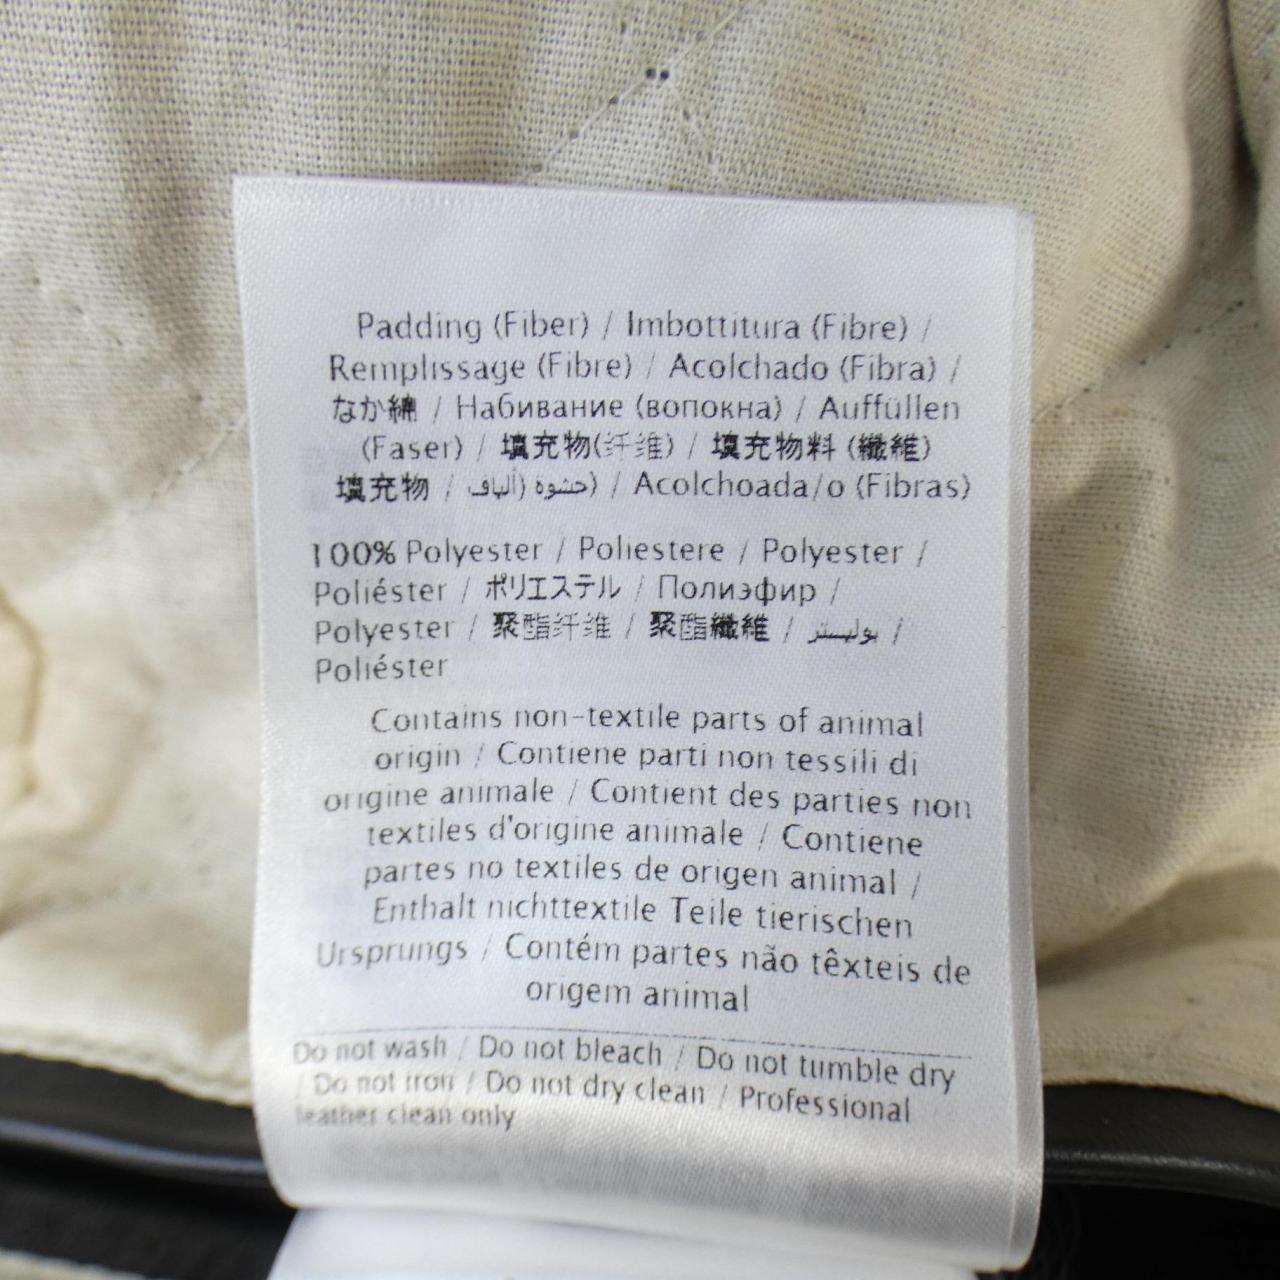 Padding (Fiber) / Imbottitura (Fibre) /
Remplissage (Fibre) / Acolchado (Fibra) /
なか綿 / Набивание (вопокна) / Auffüllen
(Faser) / 填充物(纤维) / 填充物料 (纖維)
填充物 / حشوة (ألياف) / Acolchoada/o (Fibras)
100% Polyester / Poliestere / Polyester /
Poliéster / ポリエステル / Полиэфир /
Polyester / 聚酯纤维 / 聚酯纖維 / بوليستر /
Poliéster
Contains non-textile parts of animal
origin / Contiene parti non tessili di
origine animale / Contient des parties non
textiles d'origine animale / Contiene
partes no textiles de origen animal /
Enthalt nichttextile Teile tierischen
Ursprungs / Contém partes não têxteis de
origem animal
Do not wash / Do not bleach / Do not tumble dry
/ Do not iron / Do not dry clean / Professional
leather clean only